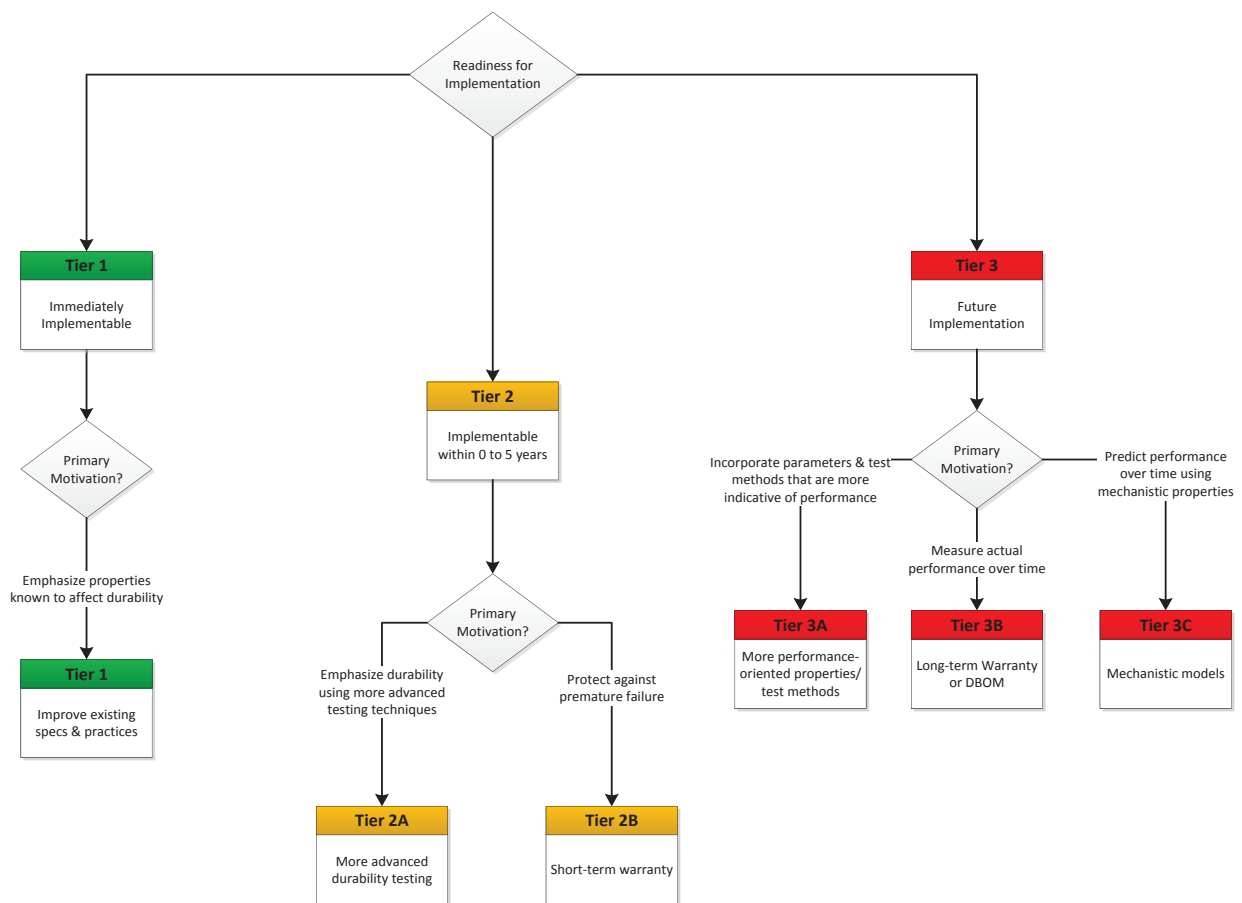 Readiness for
Implementation
Tier 1
Immediately
Implementable
Primary
Motivation?
Emphasize properties
known to affect durability
Tier 1
Improve existing
specs & practices
Tier 2
Implementable
within 0 to 5 years
Primary
Motivation?
Emphasize durability
using more advanced
testing techniques
Protect against
premature failure
Tier 2A
More advanced
durability testing
Tier 2B
Short-term warranty
Tier 3
Future
Implementation
Primary
Motivation?
Incorporate parameters & test
methods that are more
indicative of performance
Measure actual
performance over time
Predict performance
over time using
mechanistic properties
Tier 3A
More performance-
oriented properties/
test methods
Tier 3B
Long-term Warranty
or DBOM
Tier 3C
Mechanistic models